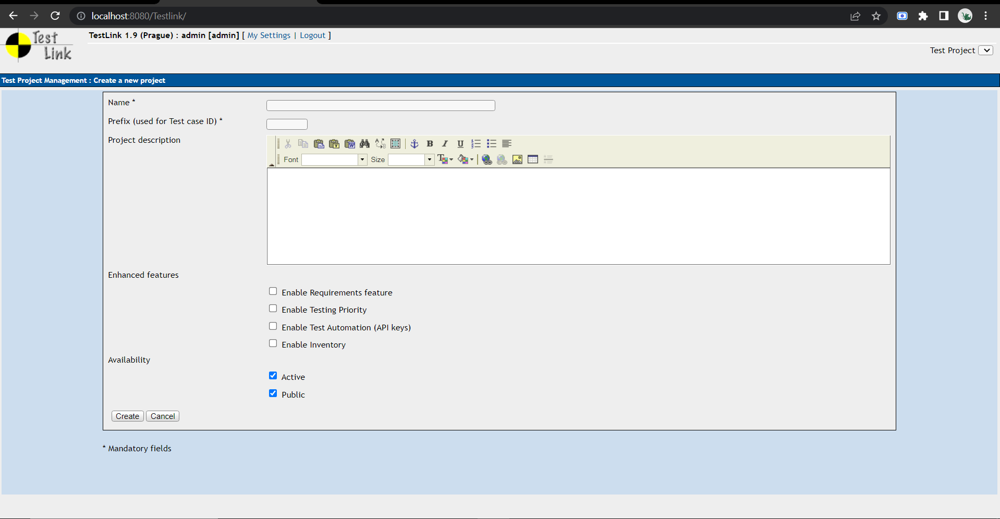 localhost:8080/Testlink/
Test
Link
TestLink 1.9 (Prague) : admin [admin] [ My Settings | Logout ]
Test Project
Test Project Management : Create a new project
Name *
Prefix (used for Test case ID) *
Project description
B I U
Font Size
Enhanced features
Enable Requirements feature
Enable Testing Priority
Enable Test Automation (API keys)
Enable Inventory
Availability
Active
Public
Create Cancel
* Mandatory fields